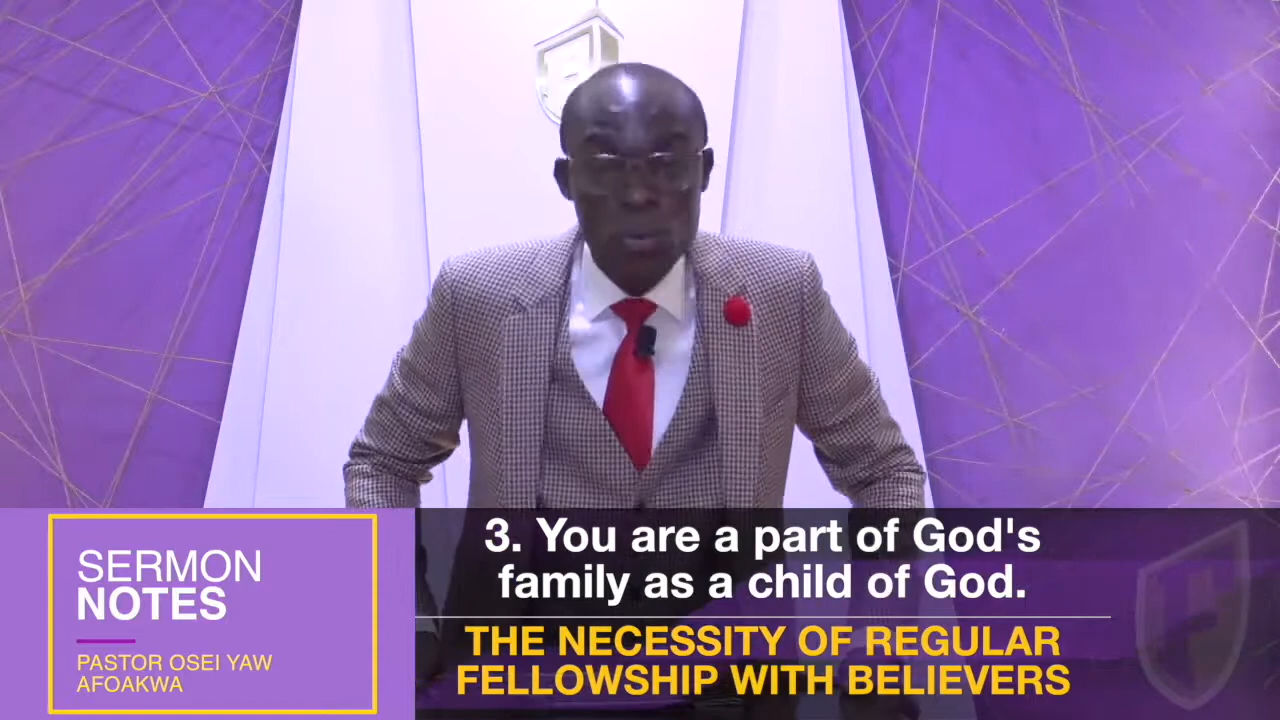 SERMON
NOTES
PASTOR OSEI YAW
AFOAKWA
3. You are a part of God's
family as a child of God.
THE NECESSITY OF REGULAR
FELLOWSHIP WITH BELIEVERS